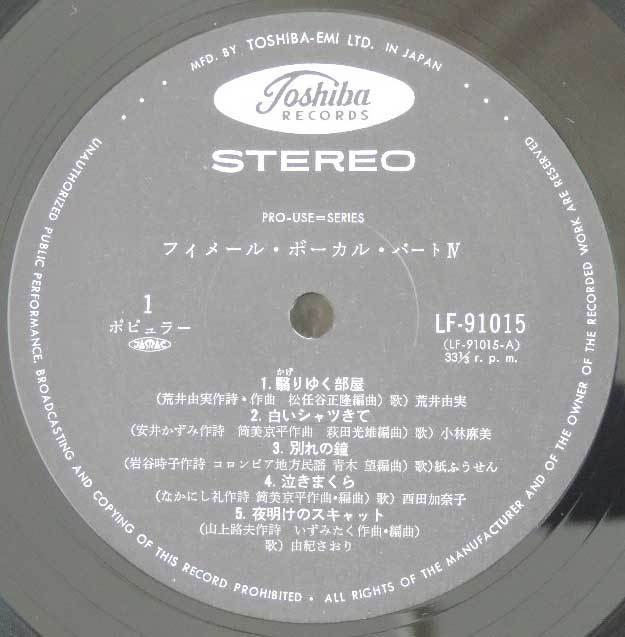 MFD. BY TOSHIBA-EMI LTD. IN JAPAN
Toshiba
RECORDS
STEREO
PRO-USE=SERIES
フィメール・ボーカル・パートⅣ
1
ポピュラー
JASRAC
LF-91015
(LF-91015-A)
33⅓ r. p. m.
かげ
1. 翳りゆく部屋
(荒井由実作詩・作曲 松任谷正隆編曲) 歌) 荒井由実
2. 白いシャツきて
(安井かずみ作詩 筒美京平作曲 萩田光雄編曲) 歌) 小林麻美
3. 別れの鐘
(岩谷時子作詩 コロンビア地方民謡 青木 望編曲) 歌)紙ふうせん
4. 泣きまくら
(なかにし礼作詩 筒美京平作曲・編曲) 歌) 西田加奈子
5. 夜明けのスキャット
(山上路夫作詩 いずみたく作曲・編曲)
歌) 由紀さおり
UNAUTHORIZED PUBLIC PERFORMANCE, BROADCASTING AND COPYING OF THIS RECORD PROHIBITED • ALL RIGHTS OF THE MANUFACTURER AND OF THE OWNER OF THE RECORDED WORK ARE RESERVED